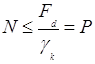 N ≤ F_d / γ_k = P